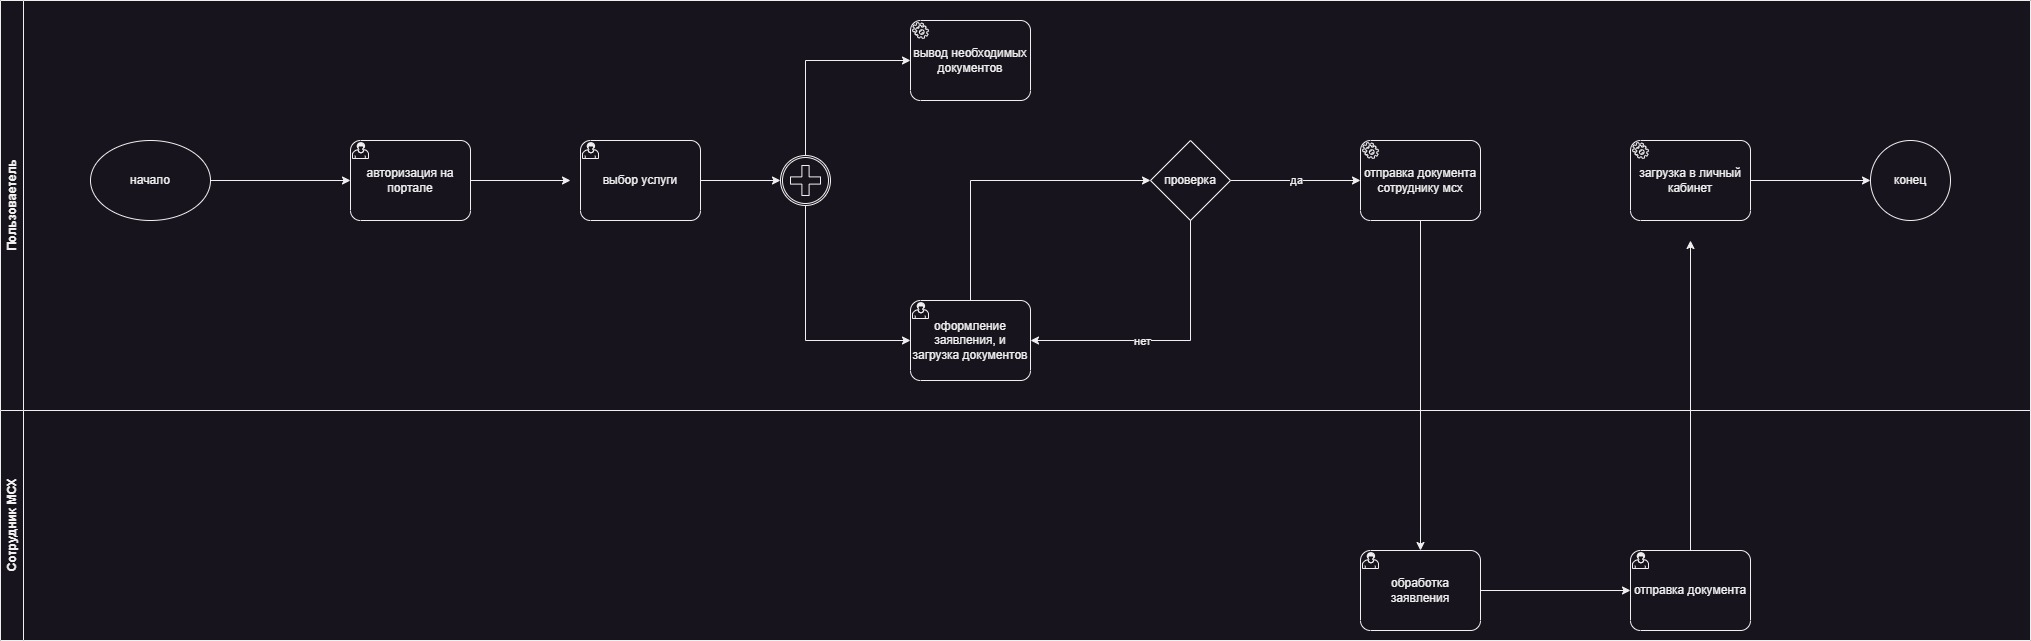 Пользоваетель
начало
авторизация на
портале
выбор услуги
вывод необходимых
документов
оформление
заявления, и
загрузка документов
проверка
да
нет
отправка документа
сотруднику мсх
загрузка в личный
кабинет
конец
Сотрудник МСХ
обработка
заявления
отправка документа